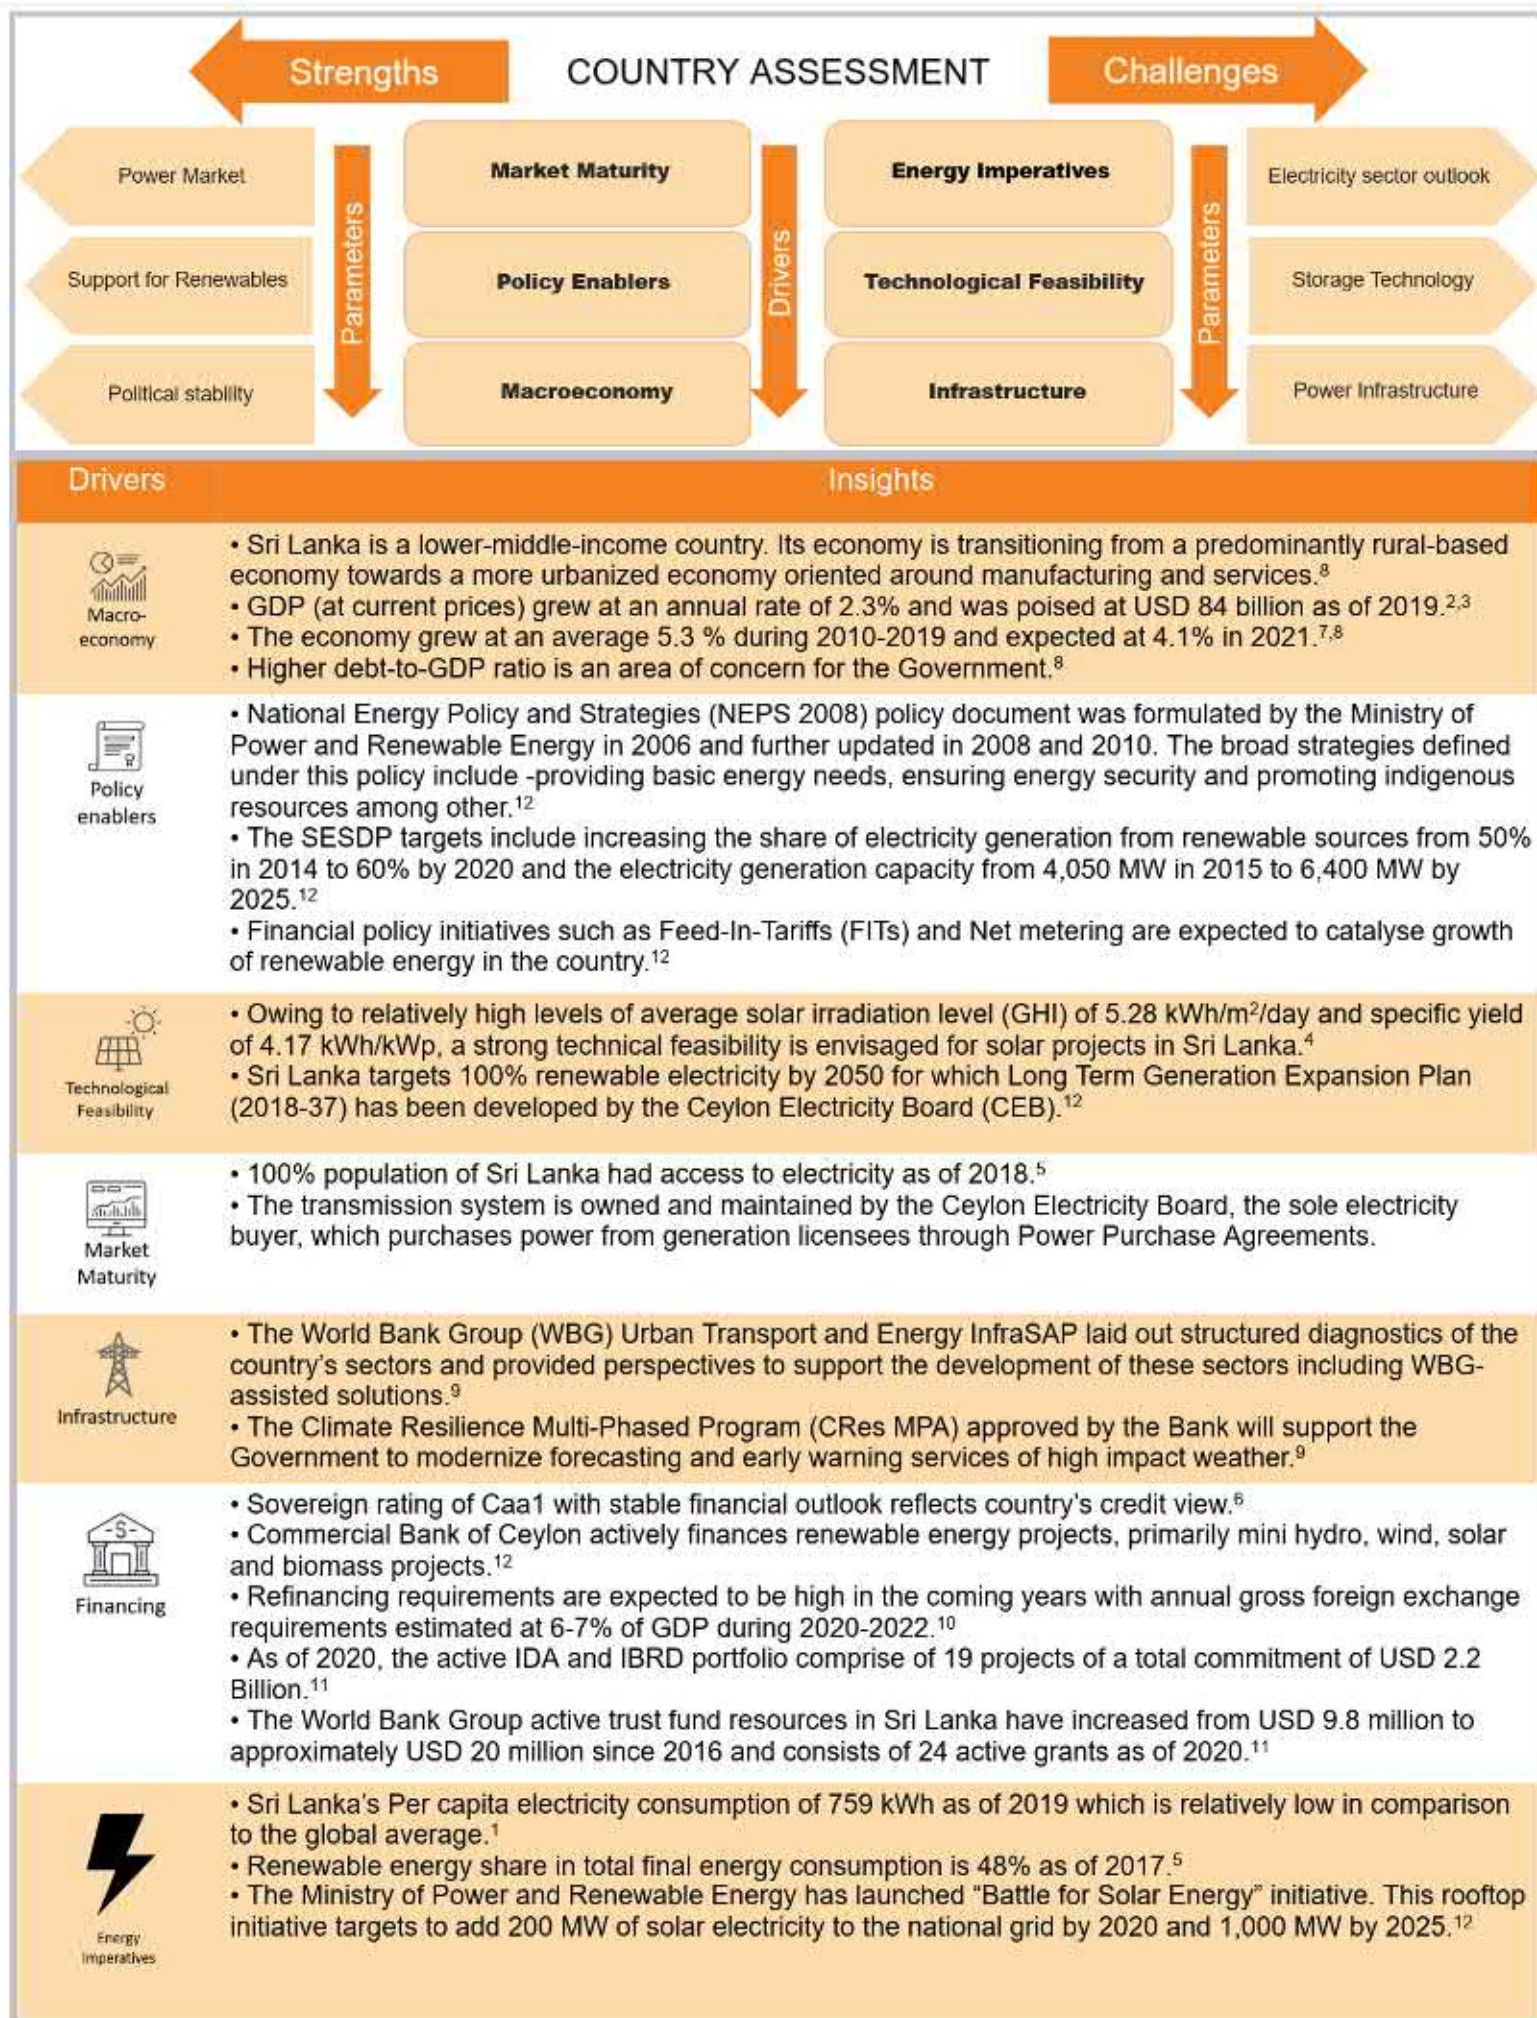 Strengths
COUNTRY ASSESSMENT
Challenges
Power Market
Support for Renewables
Political stability
Parameters
Market Maturity
Policy Enablers
Macroeconomy
Drivers
Energy Imperatives
Technological Feasibility
Infrastructure
Parameters
Electricity sector outlook
Storage Technology
Power Infrastructure
Drivers
Insights
Macro-
economy
• Sri Lanka is a lower-middle-income country. Its economy is transitioning from a predominantly rural-based
economy towards a more urbanized economy oriented around manufacturing and services.⁸
• GDP (at current prices) grew at an annual rate of 2.3% and was poised at USD 84 billion as of 2019.²,³
• The economy grew at an average 5.3 % during 2010-2019 and expected at 4.1% in 2021.⁷,⁸
• Higher debt-to-GDP ratio is an area of concern for the Government.⁸
Policy
enablers
• National Energy Policy and Strategies (NEPS 2008) policy document was formulated by the Ministry of
Power and Renewable Energy in 2006 and further updated in 2008 and 2010. The broad strategies defined
under this policy include -providing basic energy needs, ensuring energy security and promoting indigenous
resources among other.¹²
• The SESDP targets include increasing the share of electricity generation from renewable sources from 50%
in 2014 to 60% by 2020 and the electricity generation capacity from 4,050 MW in 2015 to 6,400 MW by
2025.¹²
• Financial policy initiatives such as Feed-In-Tariffs (FITs) and Net metering are expected to catalyse growth
of renewable energy in the country.¹²
Technological
Feasibility
• Owing to relatively high levels of average solar irradiation level (GHI) of 5.28 kWh/m²/day and specific yield
of 4.17 kWh/kWp, a strong technical feasibility is envisaged for solar projects in Sri Lanka.⁴
• Sri Lanka targets 100% renewable electricity by 2050 for which Long Term Generation Expansion Plan
(2018-37) has been developed by the Ceylon Electricity Board (CEB).¹²
Market
Maturity
• 100% population of Sri Lanka had access to electricity as of 2018.⁵
• The transmission system is owned and maintained by the Ceylon Electricity Board, the sole electricity
buyer, which purchases power from generation licensees through Power Purchase Agreements.
Infrastructure
• The World Bank Group (WBG) Urban Transport and Energy InfraSAP laid out structured diagnostics of the
country's sectors and provided perspectives to support the development of these sectors including WBG-
assisted solutions.⁹
• The Climate Resilience Multi-Phased Program (CRes MPA) approved by the Bank will support the
Government to modernize forecasting and early warning services of high impact weather.⁹
-S-
Financing
• Sovereign rating of Caa1 with stable financial outlook reflects country's credit view.⁶
• Commercial Bank of Ceylon actively finances renewable energy projects, primarily mini hydro, wind, solar
and biomass projects.¹²
• Refinancing requirements are expected to be high in the coming years with annual gross foreign exchange
requirements estimated at 6-7% of GDP during 2020-2022.¹⁰
• As of 2020, the active IDA and IBRD portfolio comprise of 19 projects of a total commitment of USD 2.2
Billion.¹¹
• The World Bank Group active trust fund resources in Sri Lanka have increased from USD 9.8 million to
approximately USD 20 million since 2016 and consists of 24 active grants as of 2020.¹¹
Energy
Imperatives
• Sri Lanka's Per capita electricity consumption of 759 kWh as of 2019 which is relatively low in comparison
to the global average.¹
• Renewable energy share in total final energy consumption is 48% as of 2017.⁵
• The Ministry of Power and Renewable Energy has launched "Battle for Solar Energy" initiative. This rooftop
initiative targets to add 200 MW of solar electricity to the national grid by 2020 and 1,000 MW by 2025.¹²